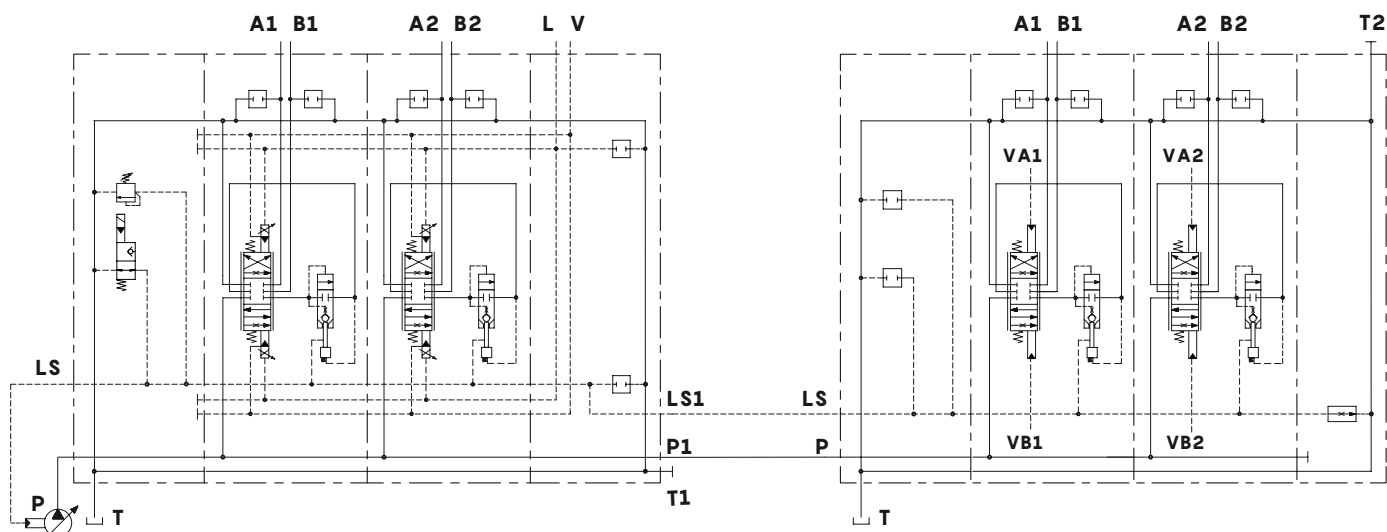 A1 B1 A2 B2 L V A1 B1 A2 B2 T2
VA1 VA2
LS
LS1 LS
VB1 VB2
P1 P
T1
P
T T